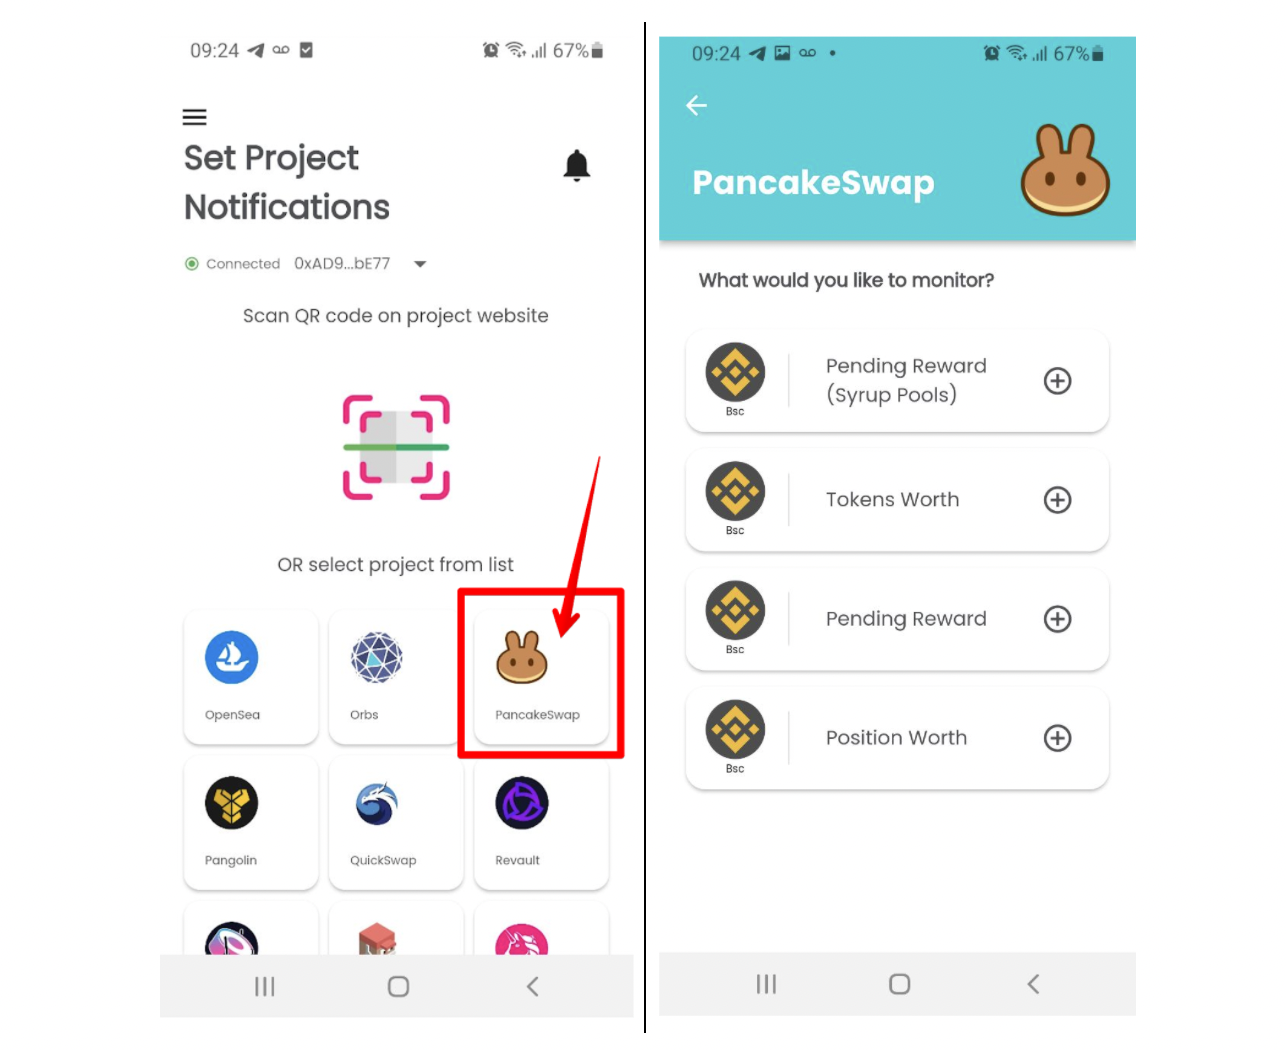 09:24
67%
Set Project
Notifications
Connected 0xAD9...bE77
Scan QR code on project website
OR select project from list
OpenSea
Orbs
PancakeSwap
Pangolin
QuickSwap
Revault
09:24
67%
PancakeSwap
What would you like to monitor?
Bsc
Pending Reward
(Syrup Pools)
Bsc
Tokens Worth
Bsc
Pending Reward
Bsc
Position Worth